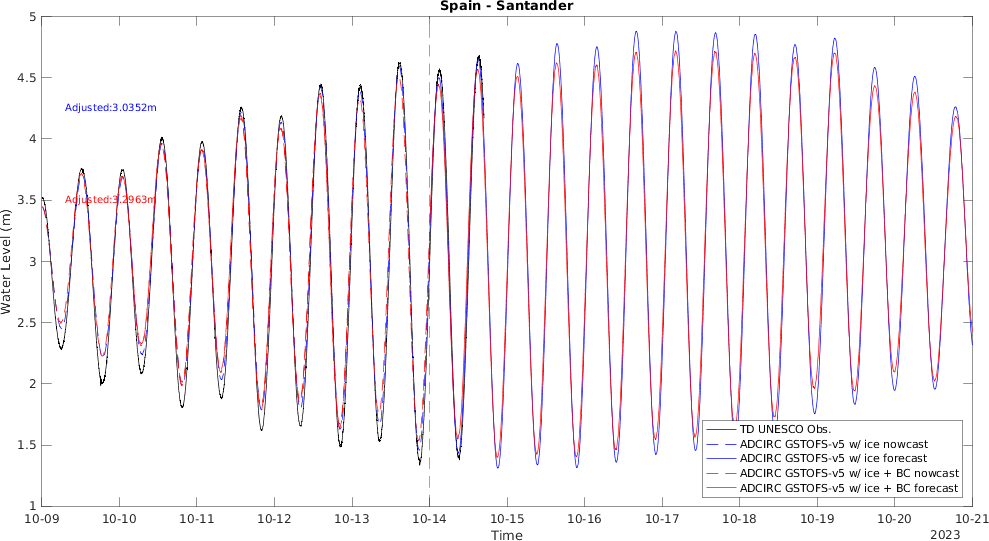 Spain - Santander
5
4.5
4
3.5
3
2.5
2
1.5
1
Water Level (m)
Adjusted:3.0352m
Adjusted:3.2963m
TD UNESCO Obs.
ADCIRC GSTOFS-v5 w/ ice nowcast
ADCIRC GSTOFS-v5 w/ ice forecast
ADCIRC GSTOFS-v5 w/ ice + BC nowcast
ADCIRC GSTOFS-v5 w/ ice + BC forecast
10-09 10-10 10-11 10-12 10-13 10-14 10-15 10-16 10-17 10-18 10-19 10-20 10-21
Time
2023